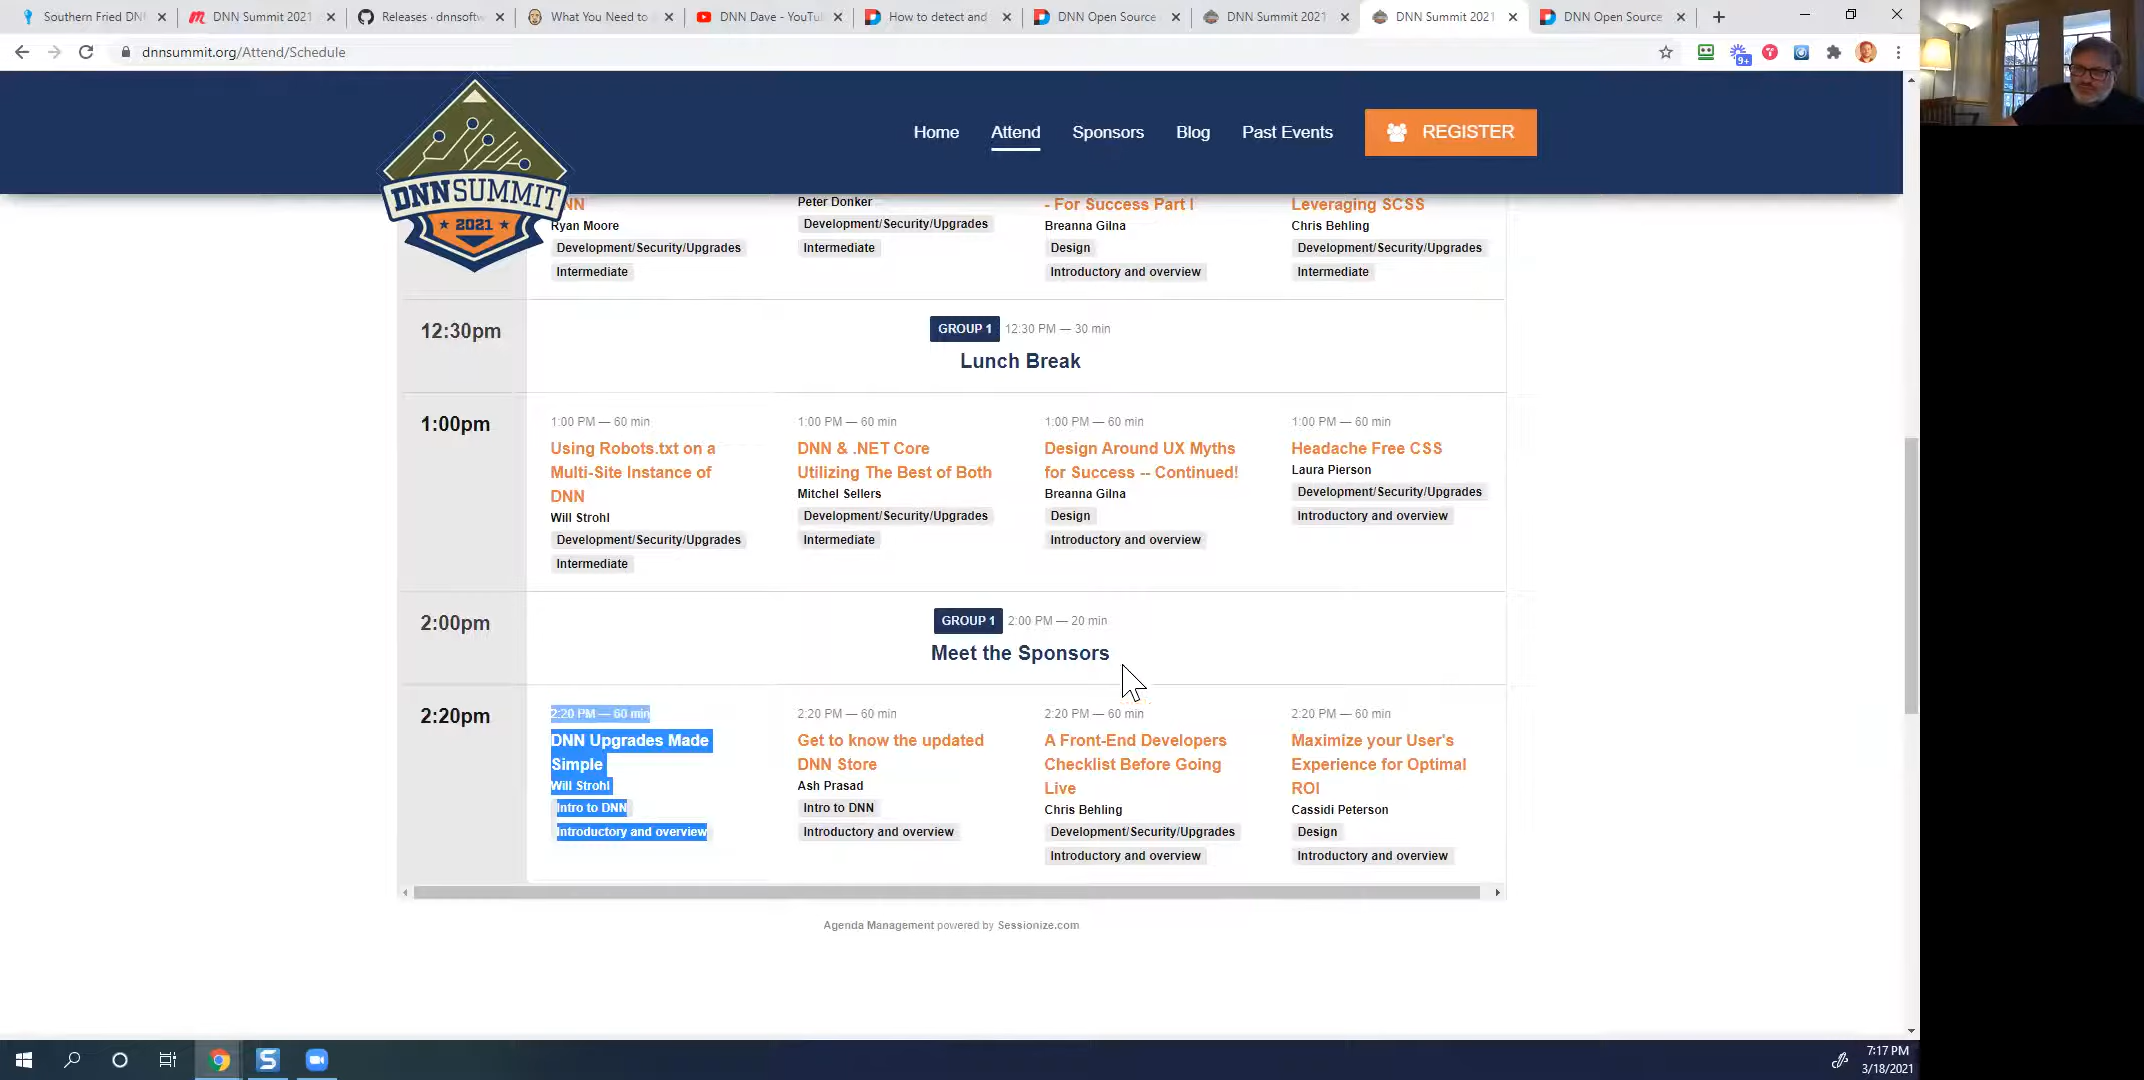 Southern Fried DN
DNN Summit 2021
Releases · dnnsoftw
What You Need to
DNN Dave - YouTu
How to detect and
DNN Open Source
DNN Summit 2021
DNN Summit 2021
DNN Open Source
dnnsummit.org/Attend/Schedule
9+
DNNSUMMIT
2021
Home
Attend
Sponsors
Blog
Past Events
REGISTER
NN
Ryan Moore
Development/Security/Upgrades
Intermediate
Peter Donker
Development/Security/Upgrades
Intermediate
- For Success Part I
Breanna Gilna
Design
Introductory and overview
Leveraging SCSS
Chris Behling
Development/Security/Upgrades
Intermediate
12:30pm
GROUP 1 12:30 PM — 30 min
Lunch Break
1:00pm
1:00 PM — 60 min
Using Robots.txt on a
Multi-Site Instance of
DNN
Will Strohl
Development/Security/Upgrades
Intermediate
1:00 PM — 60 min
DNN & .NET Core
Utilizing The Best of Both
Mitchel Sellers
Development/Security/Upgrades
Intermediate
1:00 PM — 60 min
Design Around UX Myths
for Success -- Continued!
Breanna Gilna
Design
Introductory and overview
1:00 PM — 60 min
Headache Free CSS
Laura Pierson
Development/Security/Upgrades
Introductory and overview
2:00pm
GROUP 1 2:00 PM — 20 min
Meet the Sponsors
2:20pm
2:20 PM — 60 min
DNN Upgrades Made
Simple
Will Strohl
Intro to DNN
Introductory and overview
2:20 PM — 60 min
Get to know the updated
DNN Store
Ash Prasad
Intro to DNN
Introductory and overview
2:20 PM — 60 min
A Front-End Developers
Checklist Before Going
Live
Chris Behling
Development/Security/Upgrades
Introductory and overview
2:20 PM — 60 min
Maximize your User's
Experience for Optimal
ROI
Cassidi Peterson
Design
Introductory and overview
Agenda Management powered by Sessionize.com
7:17 PM
3/18/2021